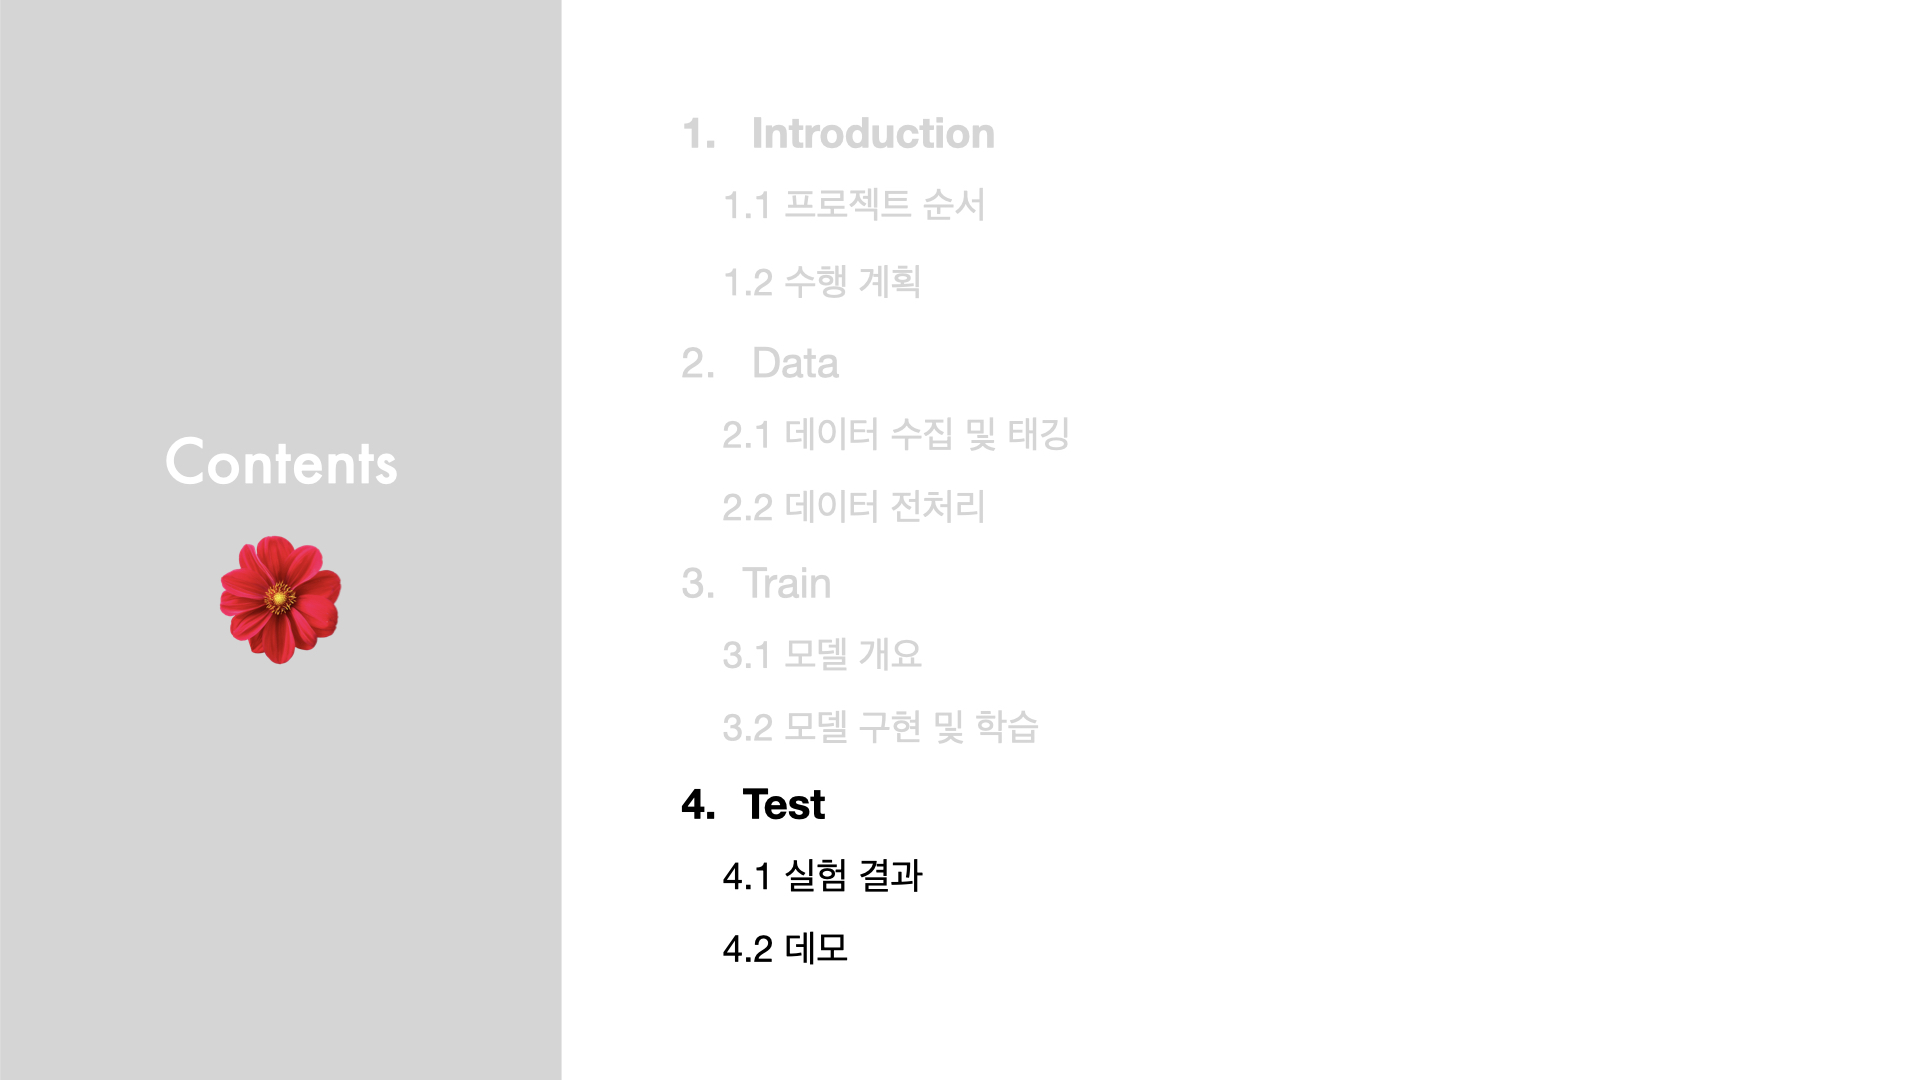 Contents
1. Introduction
1.1 프로젝트 순서
1.2 수행 계획
2. Data
2.1 데이터 수집 및 태깅
2.2 데이터 전처리
3. Train
3.1 모델 개요
3.2 모델 구현 및 학습
4. Test
4.1 실험 결과
4.2 데모